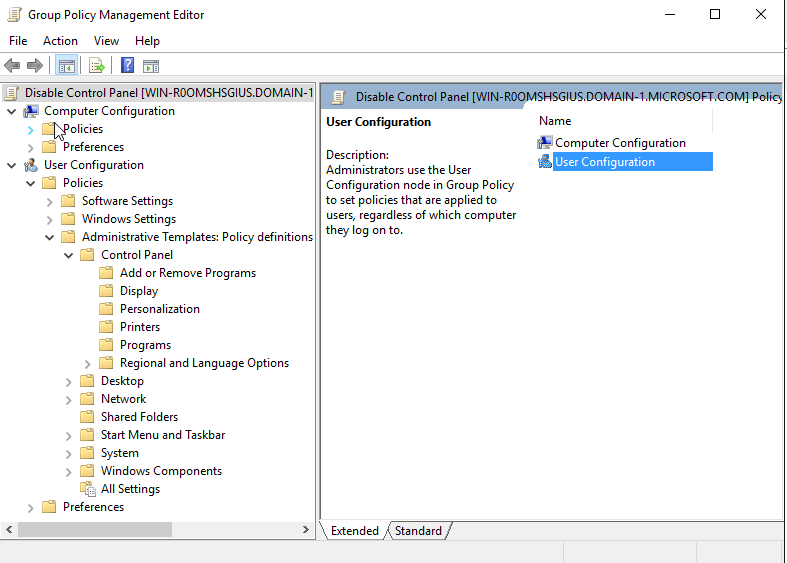 Group Policy Management Editor
File Action View Help
Disable Control Panel [WIN-R0OMSHSGIUS.DOMAIN-1
Computer Configuration
Policies
Preferences
User Configuration
Policies
Software Settings
Windows Settings
Administrative Templates: Policy definitions
Control Panel
Add or Remove Programs
Display
Personalization
Printers
Programs
Regional and Language Options
Desktop
Network
Shared Folders
Start Menu and Taskbar
System
Windows Components
All Settings
Preferences
Disable Control Panel [WIN-R0OMSHSGIUS.DOMAIN-1.MICROSOFT.COM] Policy
User Configuration
Description:
Administrators use the User
Configuration node in Group Policy
to set policies that are applied to
users, regardless of which computer
they log on to.
Name
Computer Configuration
User Configuration
Extended Standard